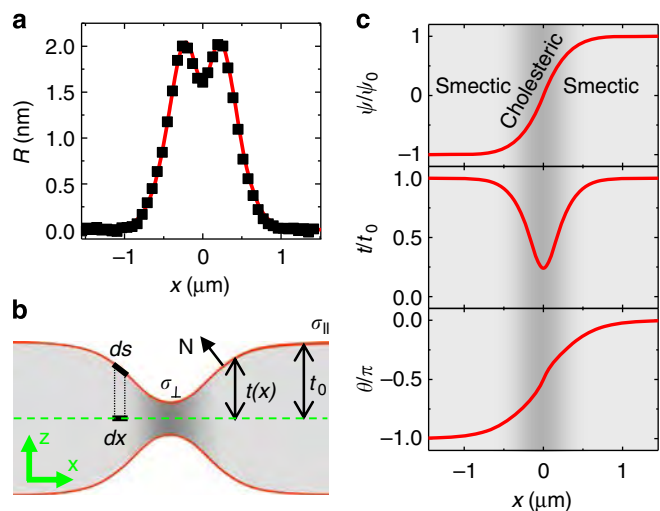 a
R (nm)
2.0
1.5
1.0
0.5
0.0
−1 0 1
x (μm)
b
ds
N
σ||
σ⊥
t(x)
t0
dx
z
x
c
ψ/ψ0
1
0
−1
Smectic
Cholesteric
Smectic
t/t0
1.0
0.5
0.0
θ/π
0.0
−0.5
−1.0
−1 0 1
x (μm)